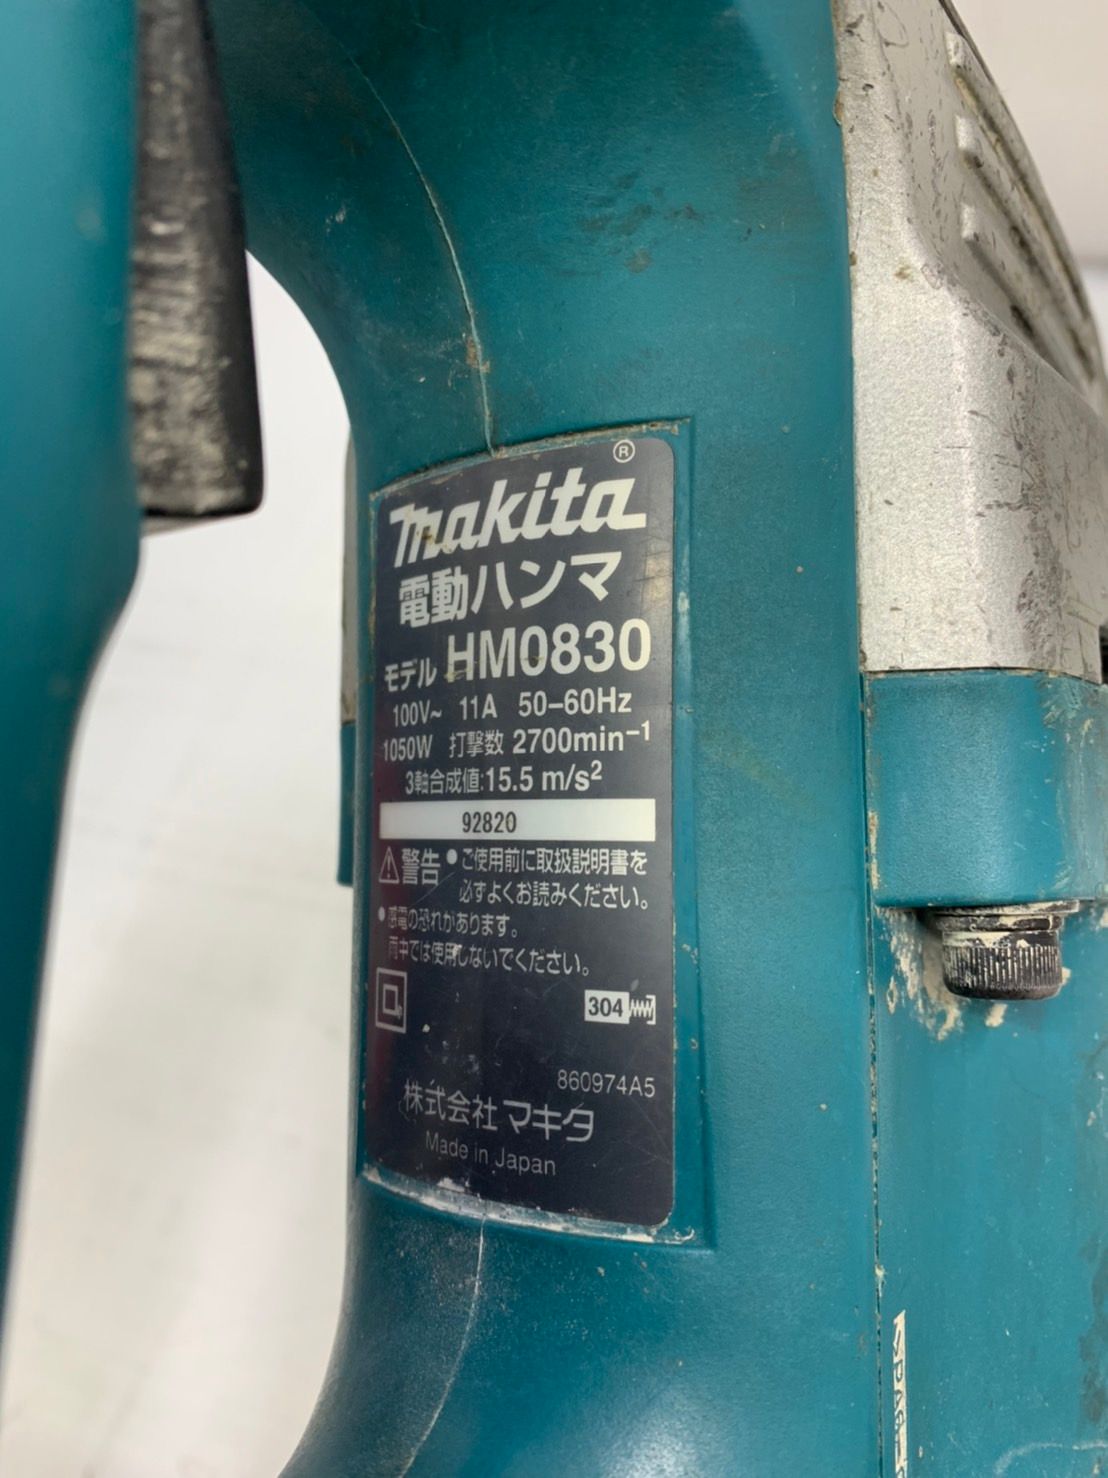 makita®
電動ハンマ
モデル HM0830
100V~ 11A 50-60Hz
1050W 打撃数 2700min⁻¹
3軸合成値:15.5 m/s²
92820
警告 ●ご使用前に取扱説明書を
必ずよくお読みください。
●感電の恐れがあります。
雨中では使用しないでください。
304
860974A5
株式会社マキタ
Made in Japan